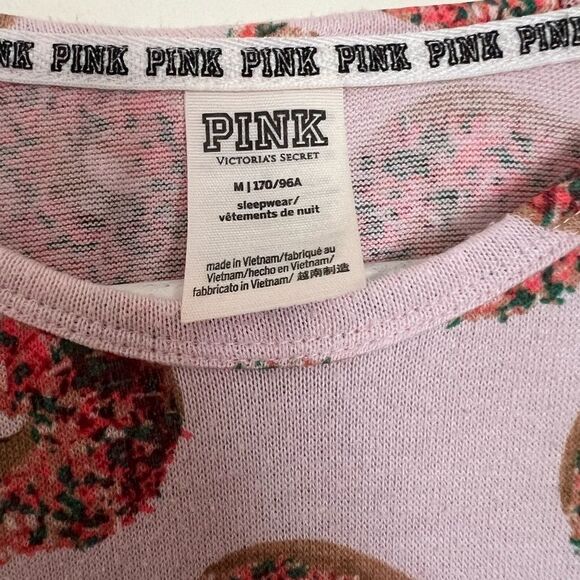 PINK PINK PINK PINK PINK PINK PINK
PINK
VICTORIA'S SECRET
M | 170/96A
sleepwear/
vêtements de nuit
made in Vietnam/fabriqué au
Vietnam/hecho en Vietnam/
fabbricato in Vietnam/ 越南制造